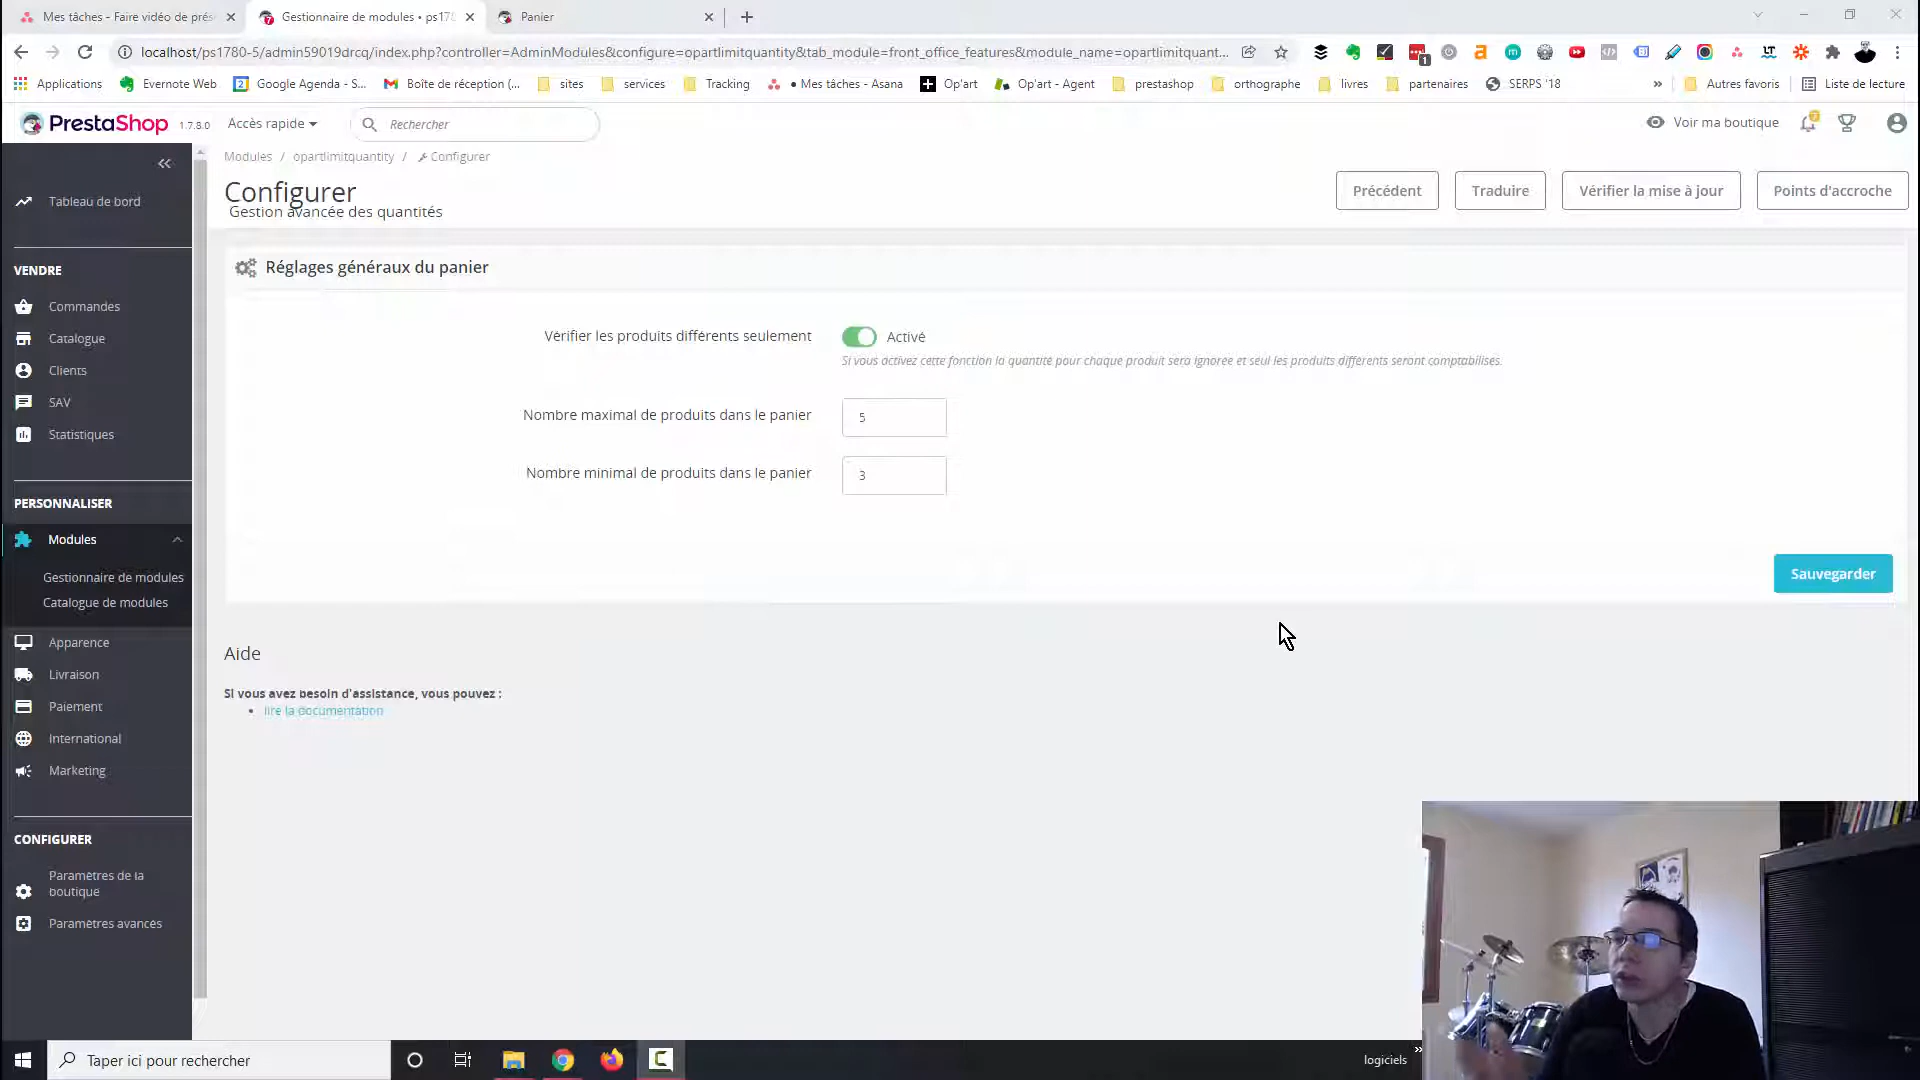 Mes tâches - Faire vidéo de prés
Gestionnaire de modules • ps178
Panier
localhost/ps1780-5/admin59019drcq/index.php?controller=AdminModules&configure=opartlimitquantity&tab_module=front_office_features&module_name=opartlimitquant...
1
Applications
Evernote Web
Google Agenda - S...
Boîte de réception (...
sites
services
Tracking
• Mes tâches - Asana
Op'art
Op'art - Agent
prestashop
orthographe
livres
partenaires
SERPS '18
»
Autres favoris
Liste de lecture
PrestaShop
1.7.8.0
Accès rapide
Rechercher
Voir ma boutique
Modules / opartlimitquantity / Configurer
Configurer
Gestion avancée des quantités
Précédent
Traduire
Vérifier la mise à jour
Points d'accroche
Tableau de bord
VENDRE
Commandes
Catalogue
Clients
SAV
Statistiques
PERSONNALISER
Modules
Gestionnaire de modules
Catalogue de modules
Apparence
Livraison
Paiement
International
Marketing
CONFIGURER
Paramètres de la
boutique
Paramètres avancés
Réglages généraux du panier
Vérifier les produits différents seulement
Activé
Si vous activez cette fonction la quantité pour chaque produit sera ignorée et seul les produits différents seront comptabilisés.
Nombre maximal de produits dans le panier
5
Nombre minimal de produits dans le panier
3
Sauvegarder
Aide
Si vous avez besoin d'assistance, vous pouvez :
• lire la documentation
Taper ici pour rechercher
logiciels
»